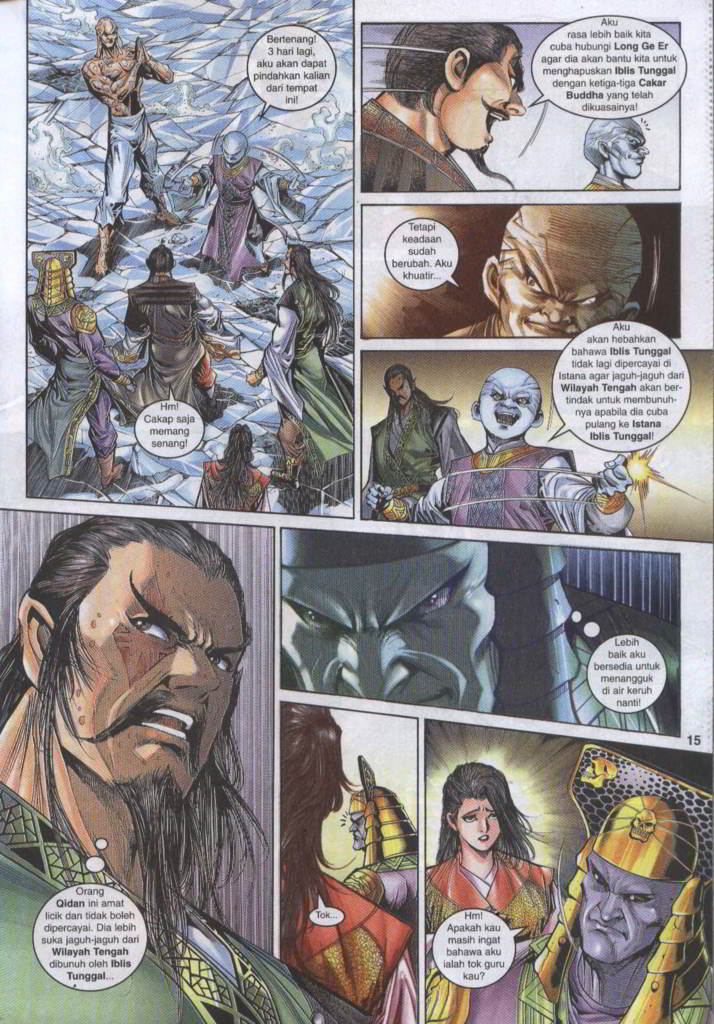 Bertenang!
3 hari lagi,
aku akan dapat
pindahkan kalian
dari tempat
ini!
Hm!
Cakap saja
memang
senang!
Aku
rasa lebih baik kita
cuba hubungi Long Ge Er
agar dia akan bantu kita untuk
menghapuskan Iblis Tunggal
dengan ketiga-tiga Cakar
Buddha yang telah
dikuasainya!
Tetapi
keadaan
sudah
berubah. Aku
khuatir...
Aku
akan hebahkan
bahawa Iblis Tunggal
tidak lagi dipercayai di
Istana agar jaguh-jaguh dari
Wilayah Tengah akan ber-
tindak untuk membunuh-
nya apabila dia cuba
pulang ke Istana
Iblis Tunggal!
Orang
Qidan ini amat
licik dan tidak boleh
dipercayai. Dia lebih
suka jaguh-jaguh dari
Wilayah Tengah
dibunuh oleh Iblis
Tunggal...
Lebih
baik aku
bersedia untuk
menangguk
di air keruh
nanti!
Tok...
Hm!
Apakah kau
masih ingat
bahawa aku
ialah tok guru
kau?
15